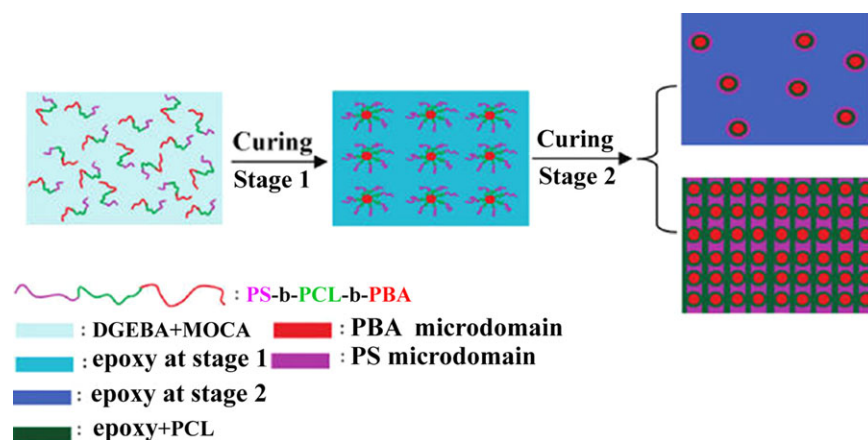 Curing
Stage 1
Curing
Stage 2
: PS-b-PCL-b-PBA
: DGEBA+MOCA
: PBA microdomain
: epoxy at stage 1
: PS microdomain
: epoxy at stage 2
: epoxy+PCL